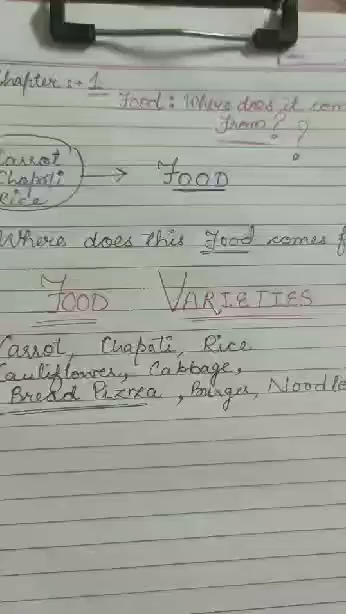 Chapter :→ 1
Food : Where does it com
From? ?
Carrot
Chapati
Rice
→ FOOD
Where does this Food comes f
FOOD VARIETIES
Carrot, Chapati, Rice
Cauliflower, Cabbage,
Bread Pizza, Burger, Noodle